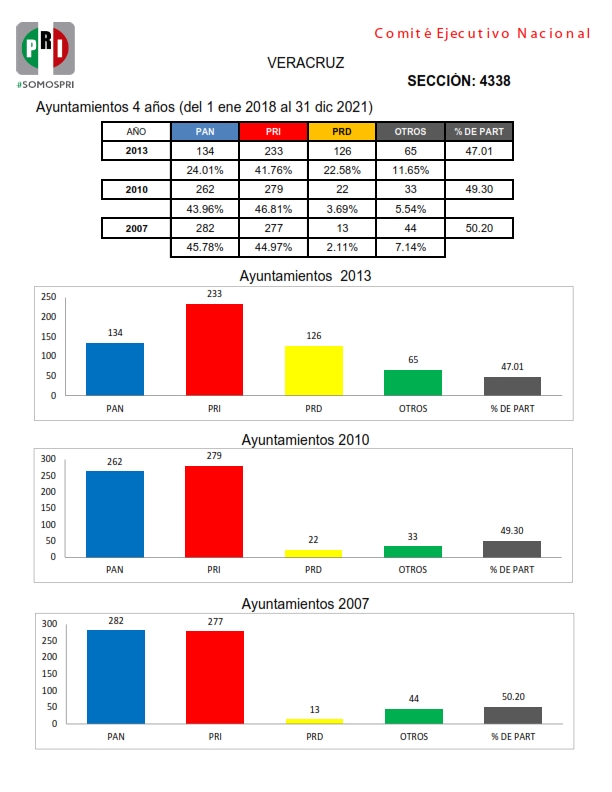 Comité Ejecutivo Nacional
PRI
#SOMOSPRI
VERACRUZ
SECCIÓN: 4338
Ayuntamientos 4 años (del 1 ene 2018 al 31 dic 2021)
AÑO PAN PRI PRD OTROS % DE PART
2013 134 233 126 65 47.01
24.01% 41.76% 22.58% 11.65%
2010 262 279 22 33 49.30
43.96% 46.81% 3.69% 5.54%
2007 282 277 13 44 50.20
45.78% 44.97% 2.11% 7.14%
Ayuntamientos 2013
250
200
150
100
50
0
134
233
126
65
47.01
PAN PRI PRD OTROS % DE PART
Ayuntamientos 2010
300
250
200
150
100
50
0
262
279
22
33
49.30
PAN PRI PRD OTROS % DE PART
Ayuntamientos 2007
300
250
200
150
100
50
0
282
277
13
44
50.20
PAN PRI PRD OTROS % DE PART